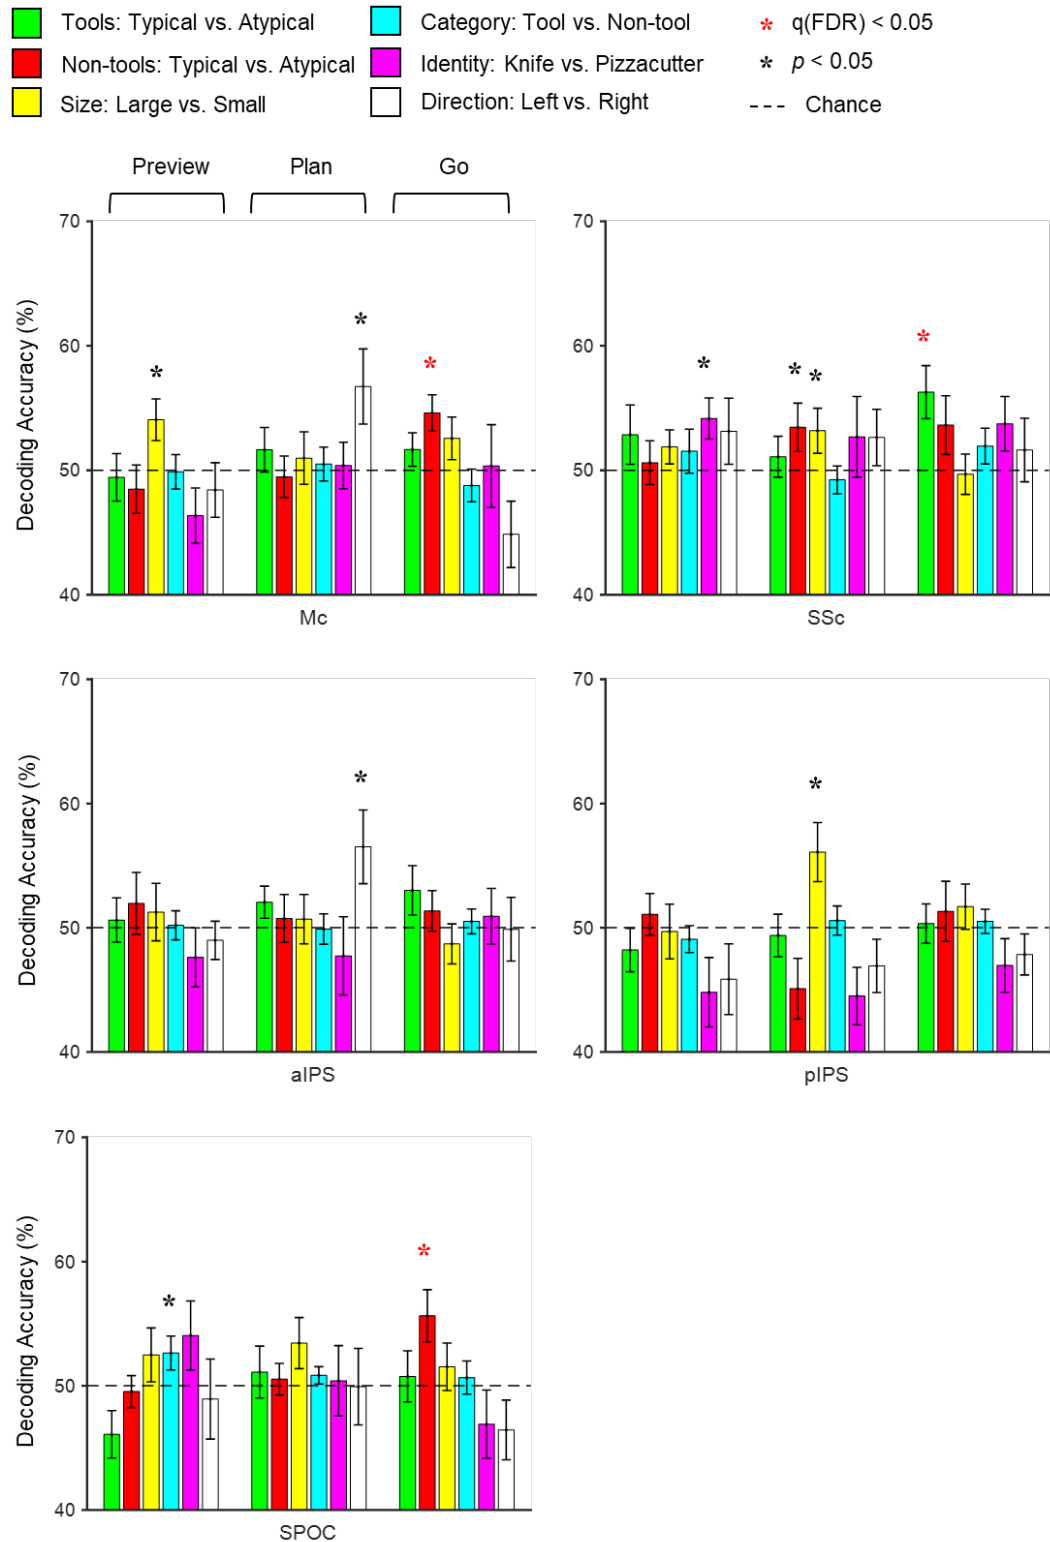 Tools: Typical vs. Atypical
Category: Tool vs. Non-tool
* q(FDR) < 0.05
Non-tools: Typical vs. Atypical
Identity: Knife vs. Pizzacutter
* p < 0.05
Size: Large vs. Small
Direction: Left vs. Right
--- Chance
Preview
Plan
Go
Decoding Accuracy (%)
70
60
50
40
*
*
*
Mc
70
60
50
40
*
*
*
*
SSc
Decoding Accuracy (%)
70
60
50
40
*
aIPS
70
60
50
40
*
pIPS
Decoding Accuracy (%)
70
60
50
40
*
*
SPOC